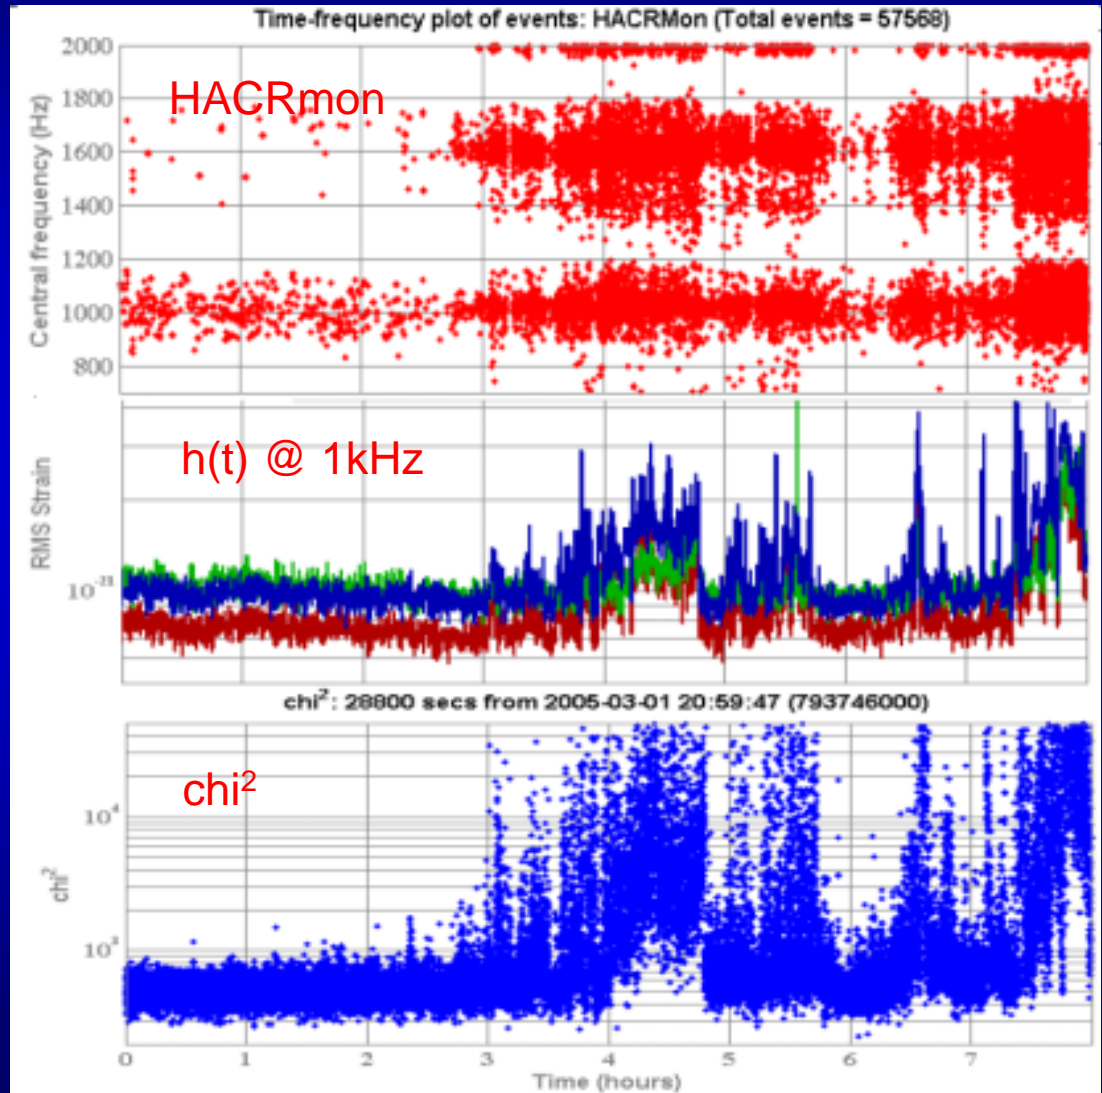 Time-frequency plot of events: HACRMon (Total events = 57568)
HACRmon
Central frequency (Hz)
2000
1800
1600
1400
1200
1000
800
h(t) @ 1kHz
RMS Strain
10⁻²¹
chi²: 28800 secs from 2005-03-01 20:59:47 (793746000)
chi²
chi²
10⁴
10³
0 1 2 3 4 5 6 7
Time (hours)